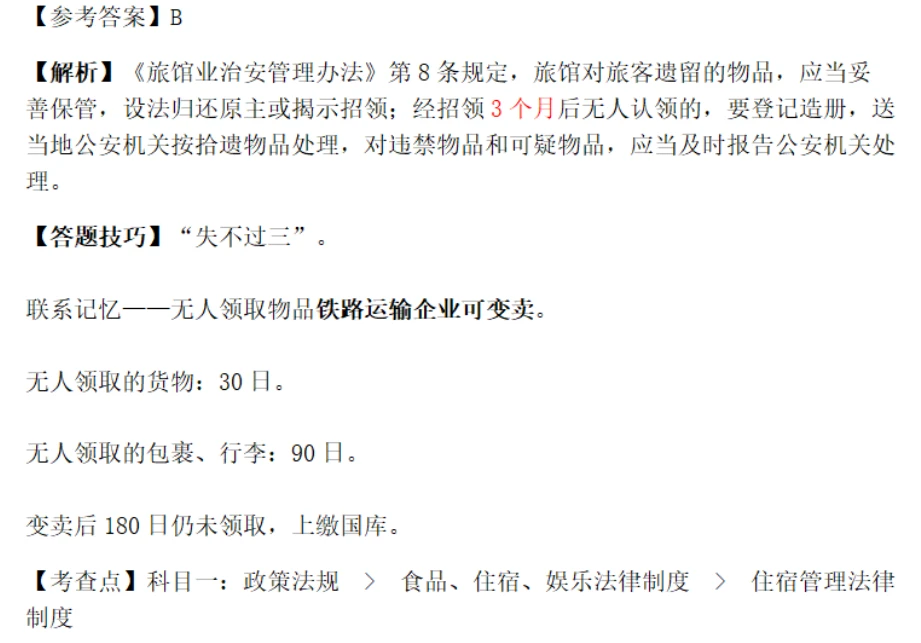 【参考答案】B
【解析】《旅馆业治安管理办法》第 8 条规定，旅馆对旅客遗留的物品，应当妥
善保管，设法归还原主或揭示招领；经招领 3 个月后无人认领的，要登记造册，送
当地公安机关按拾遗物品处理，对违禁物品和可疑物品，应当及时报告公安机关处
理。
【答题技巧】“失不过三”。
联系记忆——无人领取物品铁路运输企业可变卖。
无人领取的货物：30 日。
无人领取的包裹、行李：90 日。
变卖后 180 日仍未领取，上缴国库。
【考查点】科目一：政策法规 > 食品、住宿、娱乐法律制度 > 住宿管理法律
制度